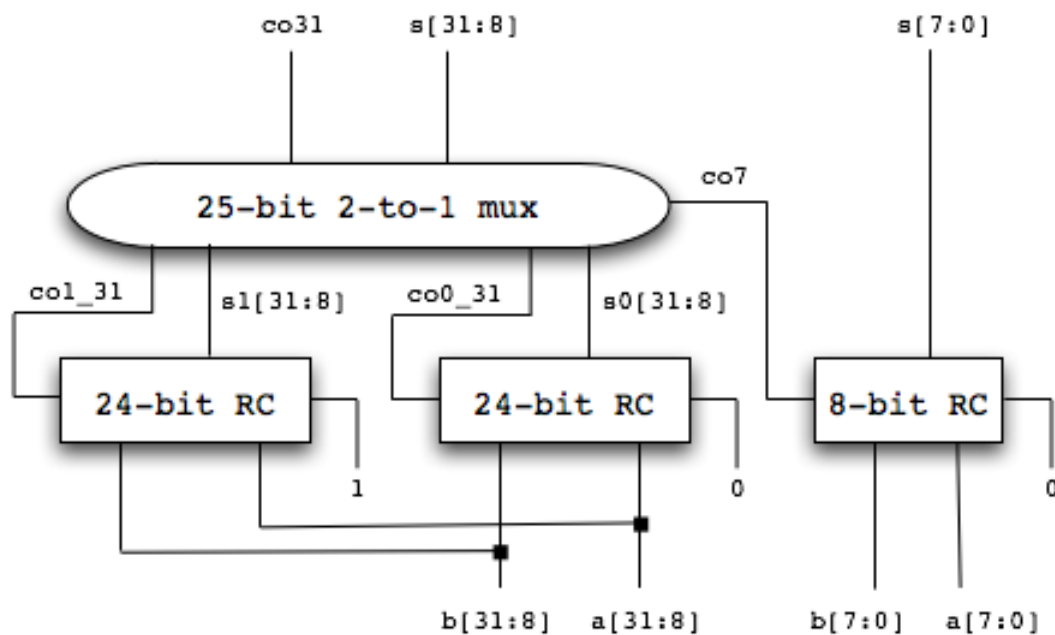 co31 s[31:8] s[7:0]
co7
25-bit 2-to-1 mux
co1_31 s1[31:8] co0_31 s0[31:8]
24-bit RC 24-bit RC 8-bit RC
1 0 0
b[31:8] a[31:8] b[7:0] a[7:0]